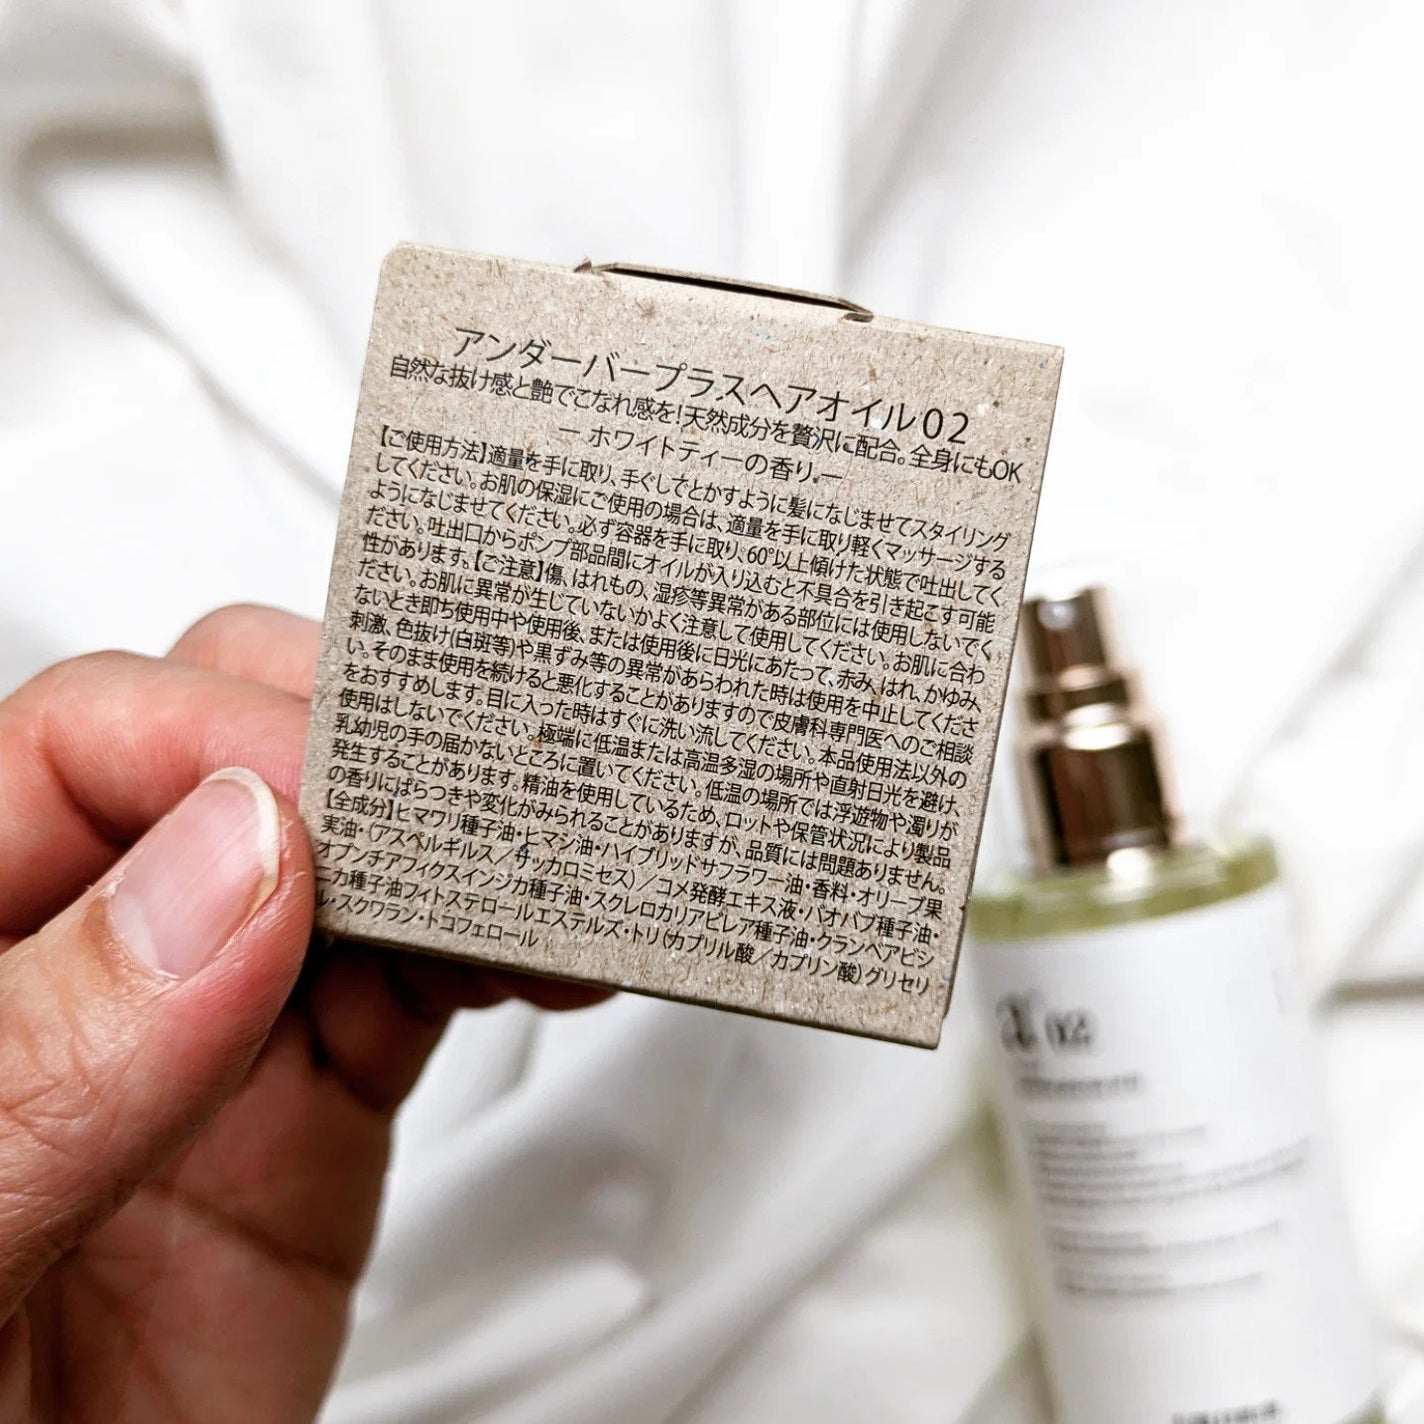 アンダーバープラスヘアオイル02
自然な抜け感と艶でこなれ感を!天然成分を贅沢に配合。全身にもOK
― ホワイトティーの香り ―
【ご使用方法】適量を手に取り、手ぐしでとかすように髪になじませてスタイリング
してください。お肌の保湿にご使用の場合は、適量を手に取り軽くマッサージする
ようになじませてください。必ず容器を手に取り、60°以上傾けた状態で吐出してく
ださい。吐出口からポンプ部品間にオイルが入り込むと不具合を引き起こす可能
性があります。【ご注意】傷、はれもの、湿疹等異常がある部位には使用しないでく
ださい。お肌に異常が生じていないかよく注意して使用してください。お肌に合わ
ないとき即ち使用中や使用後、または使用後に日光にあたって、赤み、はれ、かゆみ、
刺激、色抜け(白斑等)や黒ずみ等の異常があらわれた時は使用を中止してくださ
い。そのまま使用を続けると悪化することがありますので皮膚科専門医へのご相談
をおすすめします。目に入った時はすぐに洗い流してください。本品使用法以外の
使用はしないでください。極端に低温または高温多湿の場所や直射日光を避け、
乳幼児の手の届かないところに置いてください。低温の場所では浮遊物や濁りが
発生することがあります。精油を使用しているため、ロットや保管状況により製品
の香りにばらつきや変化がみられることがありますが、品質には問題ありません。
【全成分】ヒマワリ種子油・ヒマシ油・ハイブリッドサフラワー油・香料・オリーブ果
実油・(アスペルギルス/サッカロミセス)/コメ発酵エキス液・バオバブ種子油・
オプンチアフィクスインジカ種子油・スクレロカリアビレア種子油・クランベアビシ
ニカ種子油フィトステロールエステルズ・トリ(カプリル酸/カプリン酸)グリセリ
ル・スクワラン・トコフェロール
02